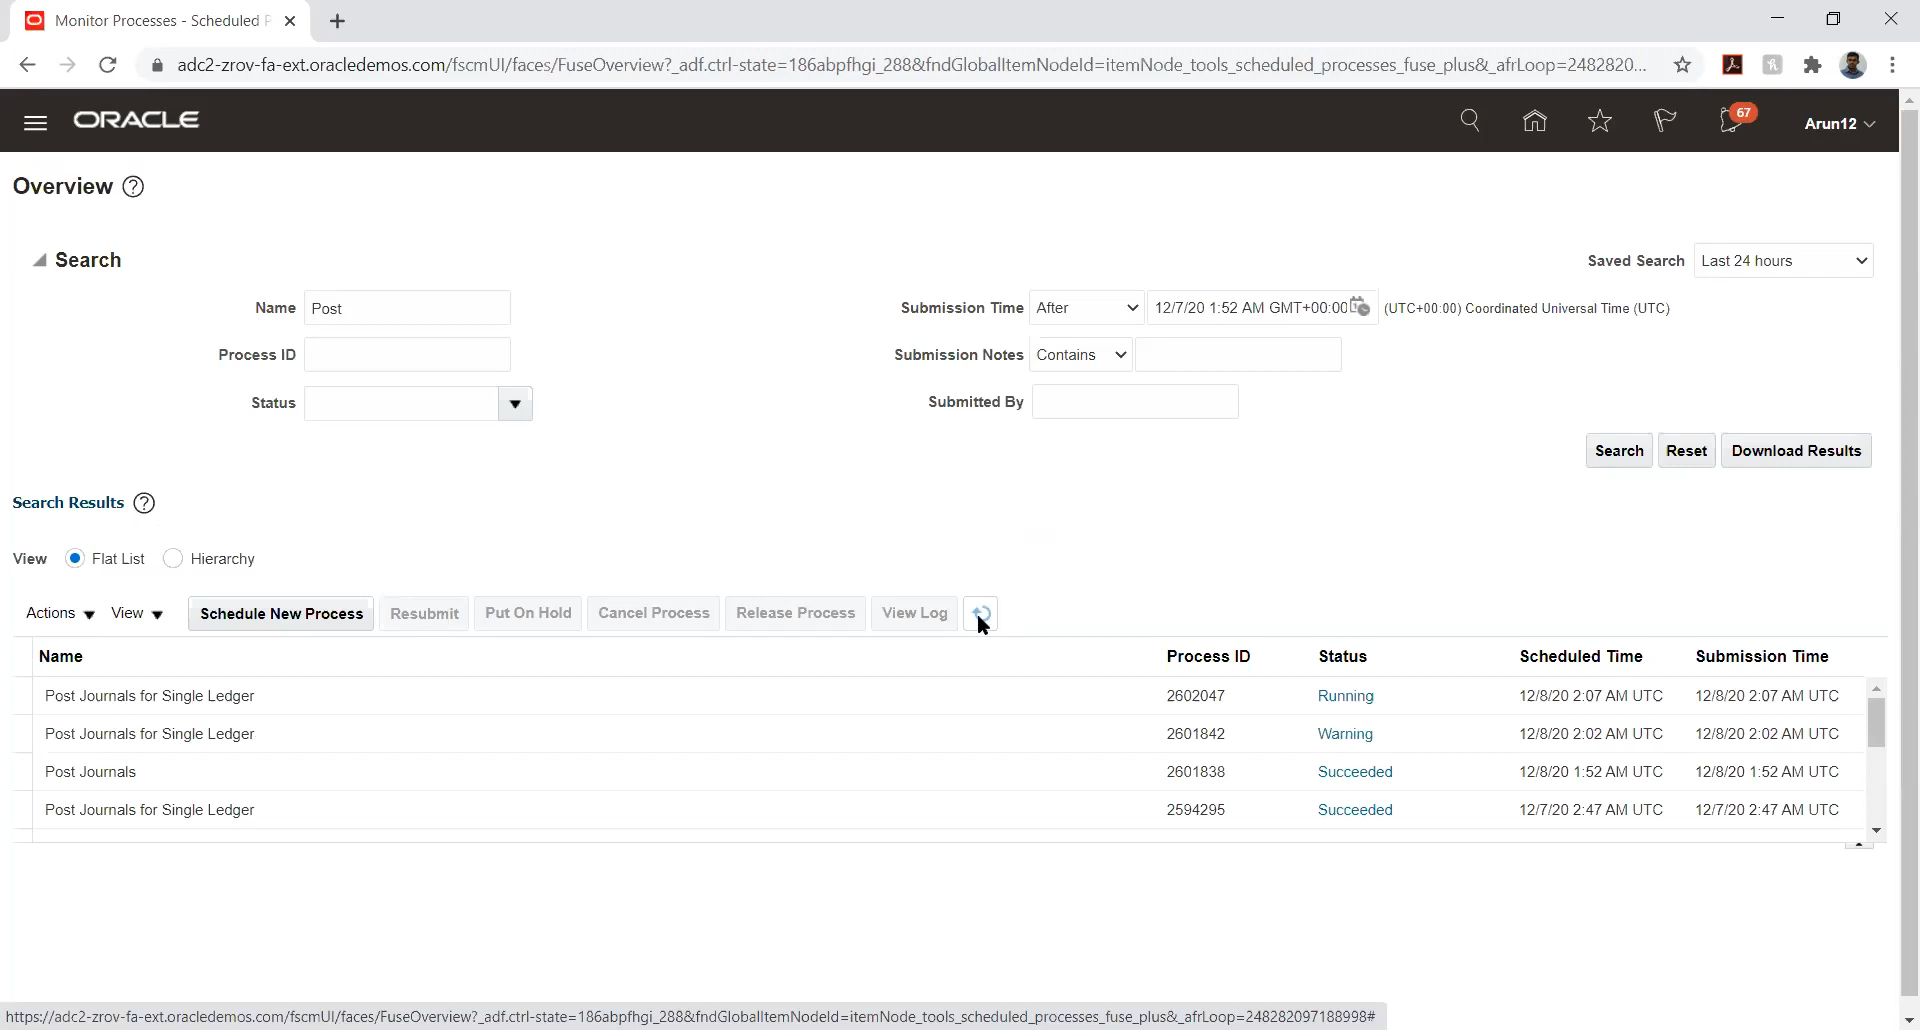 Monitor Processes - Scheduled P
adc2-zrov-fa-ext.oracledemos.com/fscmUI/faces/FuseOverview?_adf.ctrl-state=186abpfhgi_288&fndGlobalItemNodeId=itemNode_tools_scheduled_processes_fuse_plus&_afrLoop=2482820...
ORACLE
67
Arun12
Overview ?
Search
Saved Search Last 24 hours
Name Post
Submission Time After 12/7/20 1:52 AM GMT+00:00 (UTC+00:00) Coordinated Universal Time (UTC)
Process ID
Submission Notes Contains
Status
Submitted By
Search Reset Download Results
Search Results ?
View Flat List Hierarchy
Actions View Schedule New Process Resubmit Put On Hold Cancel Process Release Process View Log
Name Process ID Status Scheduled Time Submission Time
Post Journals for Single Ledger 2602047 Running 12/8/20 2:07 AM UTC 12/8/20 2:07 AM UTC
Post Journals for Single Ledger 2601842 Warning 12/8/20 2:02 AM UTC 12/8/20 2:02 AM UTC
Post Journals 2601838 Succeeded 12/8/20 1:52 AM UTC 12/8/20 1:52 AM UTC
Post Journals for Single Ledger 2594295 Succeeded 12/7/20 2:47 AM UTC 12/7/20 2:47 AM UTC
https://adc2-zrov-fa-ext.oracledemos.com/fscmUI/faces/FuseOverview?_adf.ctrl-state=186abpfhgi_288&fndGlobalItemNodeId=itemNode_tools_scheduled_processes_fuse_plus&_afrLoop=248282097188998#